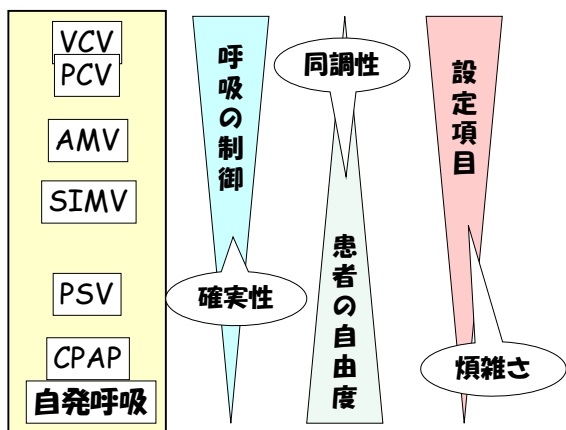 VCV
PCV
AMV
SIMV
PSV
CPAP
自発呼吸
呼吸の制御
確実性
同調性
患者の自由度
設定項目
煩雑さ